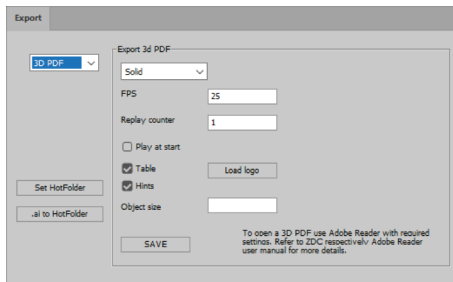 Export
3D PDF
Export 3d PDF
Solid
FPS
25
Replay counter
1
Play at start
Table
Load logo
Hints
Set HotFolder
.ai to HotFolder
Object size
SAVE
To open a 3D PDF use Adobe Reader with required
settings. Refer to ZDC respectively Adobe Reader
user manual for more details.